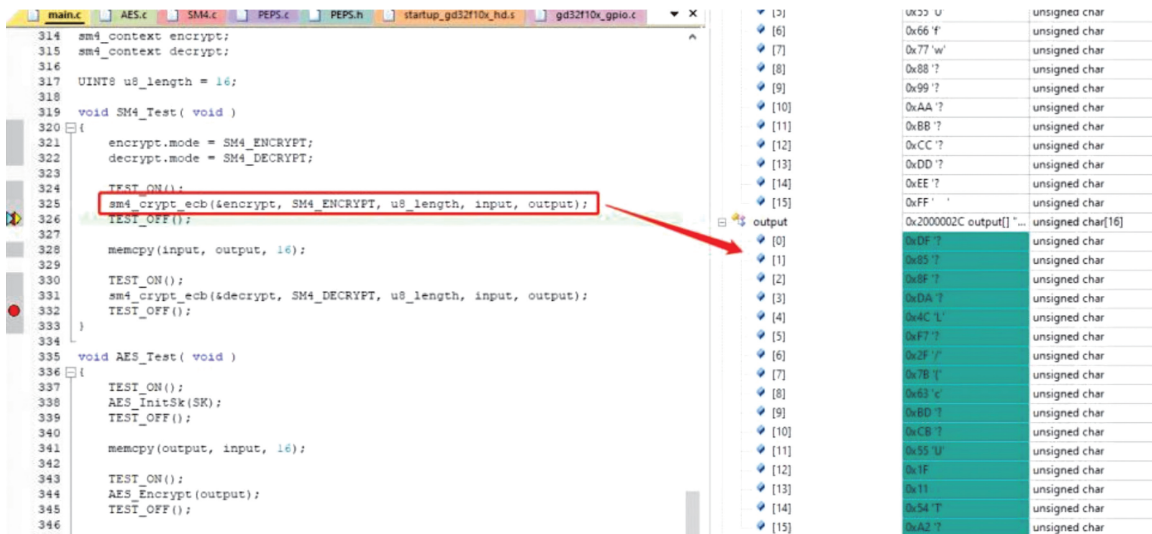 main.c AES.c SM4.c PEPS.c PEPS.h startup_gd32f10x_hd.s gd32f10x_gpio.c
314 sm4_context encrypt;
315 sm4_context decrypt;
316
317 UINT8 u8_length = 16;
318
319 void SM4_Test( void )
320 {
321 encrypt.mode = SM4_ENCRYPT;
322 decrypt.mode = SM4_DECRYPT;
323
324 TEST_ON();
325 sm4_crypt_ecb(&encrypt, SM4_ENCRYPT, u8_length, input, output);
326 TEST_OFF();
327
328 memcpy(input, output, 16);
329
330 TEST_ON();
331 sm4_crypt_ecb(&decrypt, SM4_DECRYPT, u8_length, input, output);
332 TEST_OFF();
333 }
334
335 void AES_Test( void )
336 {
337 TEST_ON();
338 AES_InitSk(SK);
339 TEST_OFF();
340
341 memcpy(output, input, 16);
342
343 TEST_ON();
344 AES_Encrypt(output);
345 TEST_OFF();
346
[5] 0x55 'U' unsigned char
[6] 0x66 'f' unsigned char
[7] 0x77 'w' unsigned char
[8] 0x88 '? unsigned char
[9] 0x99 '? unsigned char
[10] 0xAA '? unsigned char
[11] 0xBB '? unsigned char
[12] 0xCC '? unsigned char
[13] 0xDD '? unsigned char
[14] 0xEE '? unsigned char
[15] 0xFF ' ' unsigned char
output 0x2000002C output[] "... unsigned char[16]
[0] 0xDF '? unsigned char
[1] 0x85 '? unsigned char
[2] 0x8F '? unsigned char
[3] 0xDA '? unsigned char
[4] 0x4C 'L' unsigned char
[5] 0xF7 '? unsigned char
[6] 0x2F '/' unsigned char
[7] 0x7B '{' unsigned char
[8] 0x63 'c' unsigned char
[9] 0xBD '? unsigned char
[10] 0xCB '? unsigned char
[11] 0x55 'U' unsigned char
[12] 0x1F unsigned char
[13] 0x11 unsigned char
[14] 0x54 'T' unsigned char
[15] 0xA2 '? unsigned char